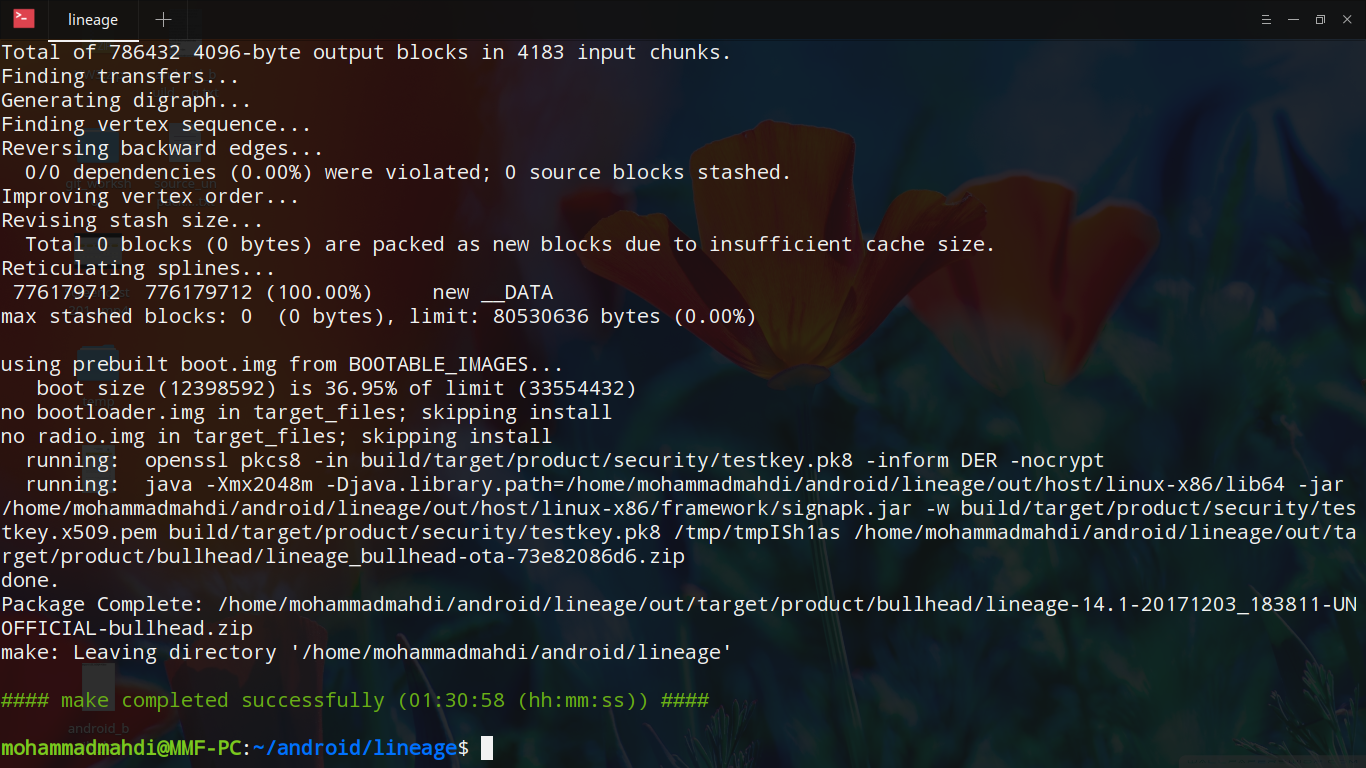 lineage
Total of 786432 4096-byte output blocks in 4183 input chunks.
Finding transfers...
Generating digraph...
Finding vertex sequence...
Reversing backward edges...
  0/0 dependencies (0.00%) were violated; 0 source blocks stashed.
Improving vertex order...
Revising stash size...
  Total 0 blocks (0 bytes) are packed as new blocks due to insufficient cache size.
Reticulating splines...
 776179712  776179712 (100.00%)     new __DATA
max stashed blocks: 0  (0 bytes), limit: 80530636 bytes (0.00%)
using prebuilt boot.img from BOOTABLE_IMAGES...
   boot size (12398592) is 36.95% of limit (33554432)
no bootloader.img in target_files; skipping install
no radio.img in target_files; skipping install
  running:  openssl pkcs8 -in build/target/product/security/testkey.pk8 -inform DER -nocrypt
  running:  java -Xmx2048m -Djava.library.path=/home/mohammadmahdi/android/lineage/out/host/linux-x86/lib64 -jar
/home/mohammadmahdi/android/lineage/out/host/linux-x86/framework/signapk.jar -w build/target/product/security/tes
tkey.x509.pem build/target/product/security/testkey.pk8 /tmp/tmpISh1as /home/mohammadmahdi/android/lineage/out/ta
rget/product/bullhead/lineage_bullhead-ota-73e82086d6.zip
done.
Package Complete: /home/mohammadmahdi/android/lineage/out/target/product/bullhead/lineage-14.1-20171203_183811-UN
OFFICIAL-bullhead.zip
make: Leaving directory '/home/mohammadmahdi/android/lineage'
#### make completed successfully (01:30:58 (hh:mm:ss)) ####
android_b
mohammadmahdi@MMF-PC:~/android/lineage$